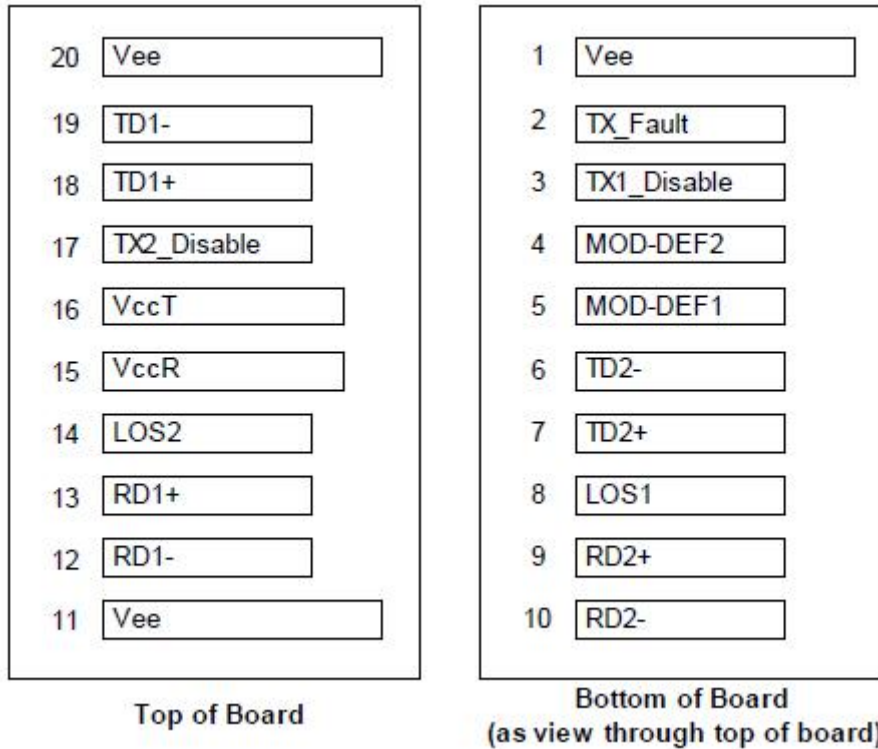 20 Vee
19 TD1-
18 TD1+
17 TX2_Disable
16 VccT
15 VccR
14 LOS2
13 RD1+
12 RD1-
11 Vee
Top of Board
1 Vee
2 TX_Fault
3 TX1_Disable
4 MOD-DEF2
5 MOD-DEF1
6 TD2-
7 TD2+
8 LOS1
9 RD2+
10 RD2-
Bottom of Board
(as view through top of board)